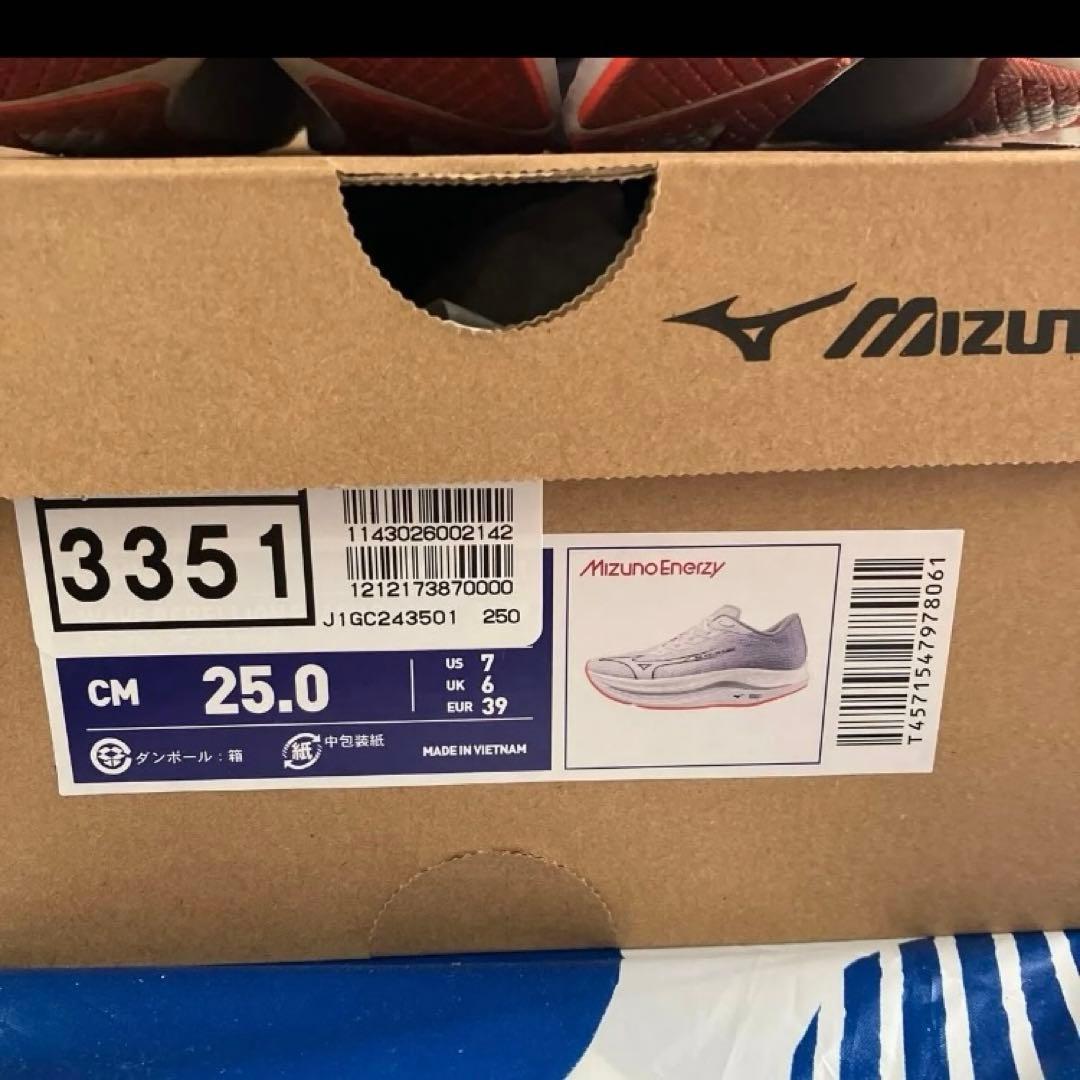 MIZUN
3351
1143026002142
1212173870000
J1GC243501 250
CM 25.0
US 7
UK 6
EUR 39
ダンボール：箱
紙 中包装紙
MADE IN VIETNAM
MizunoEnerzy
T4571547978061